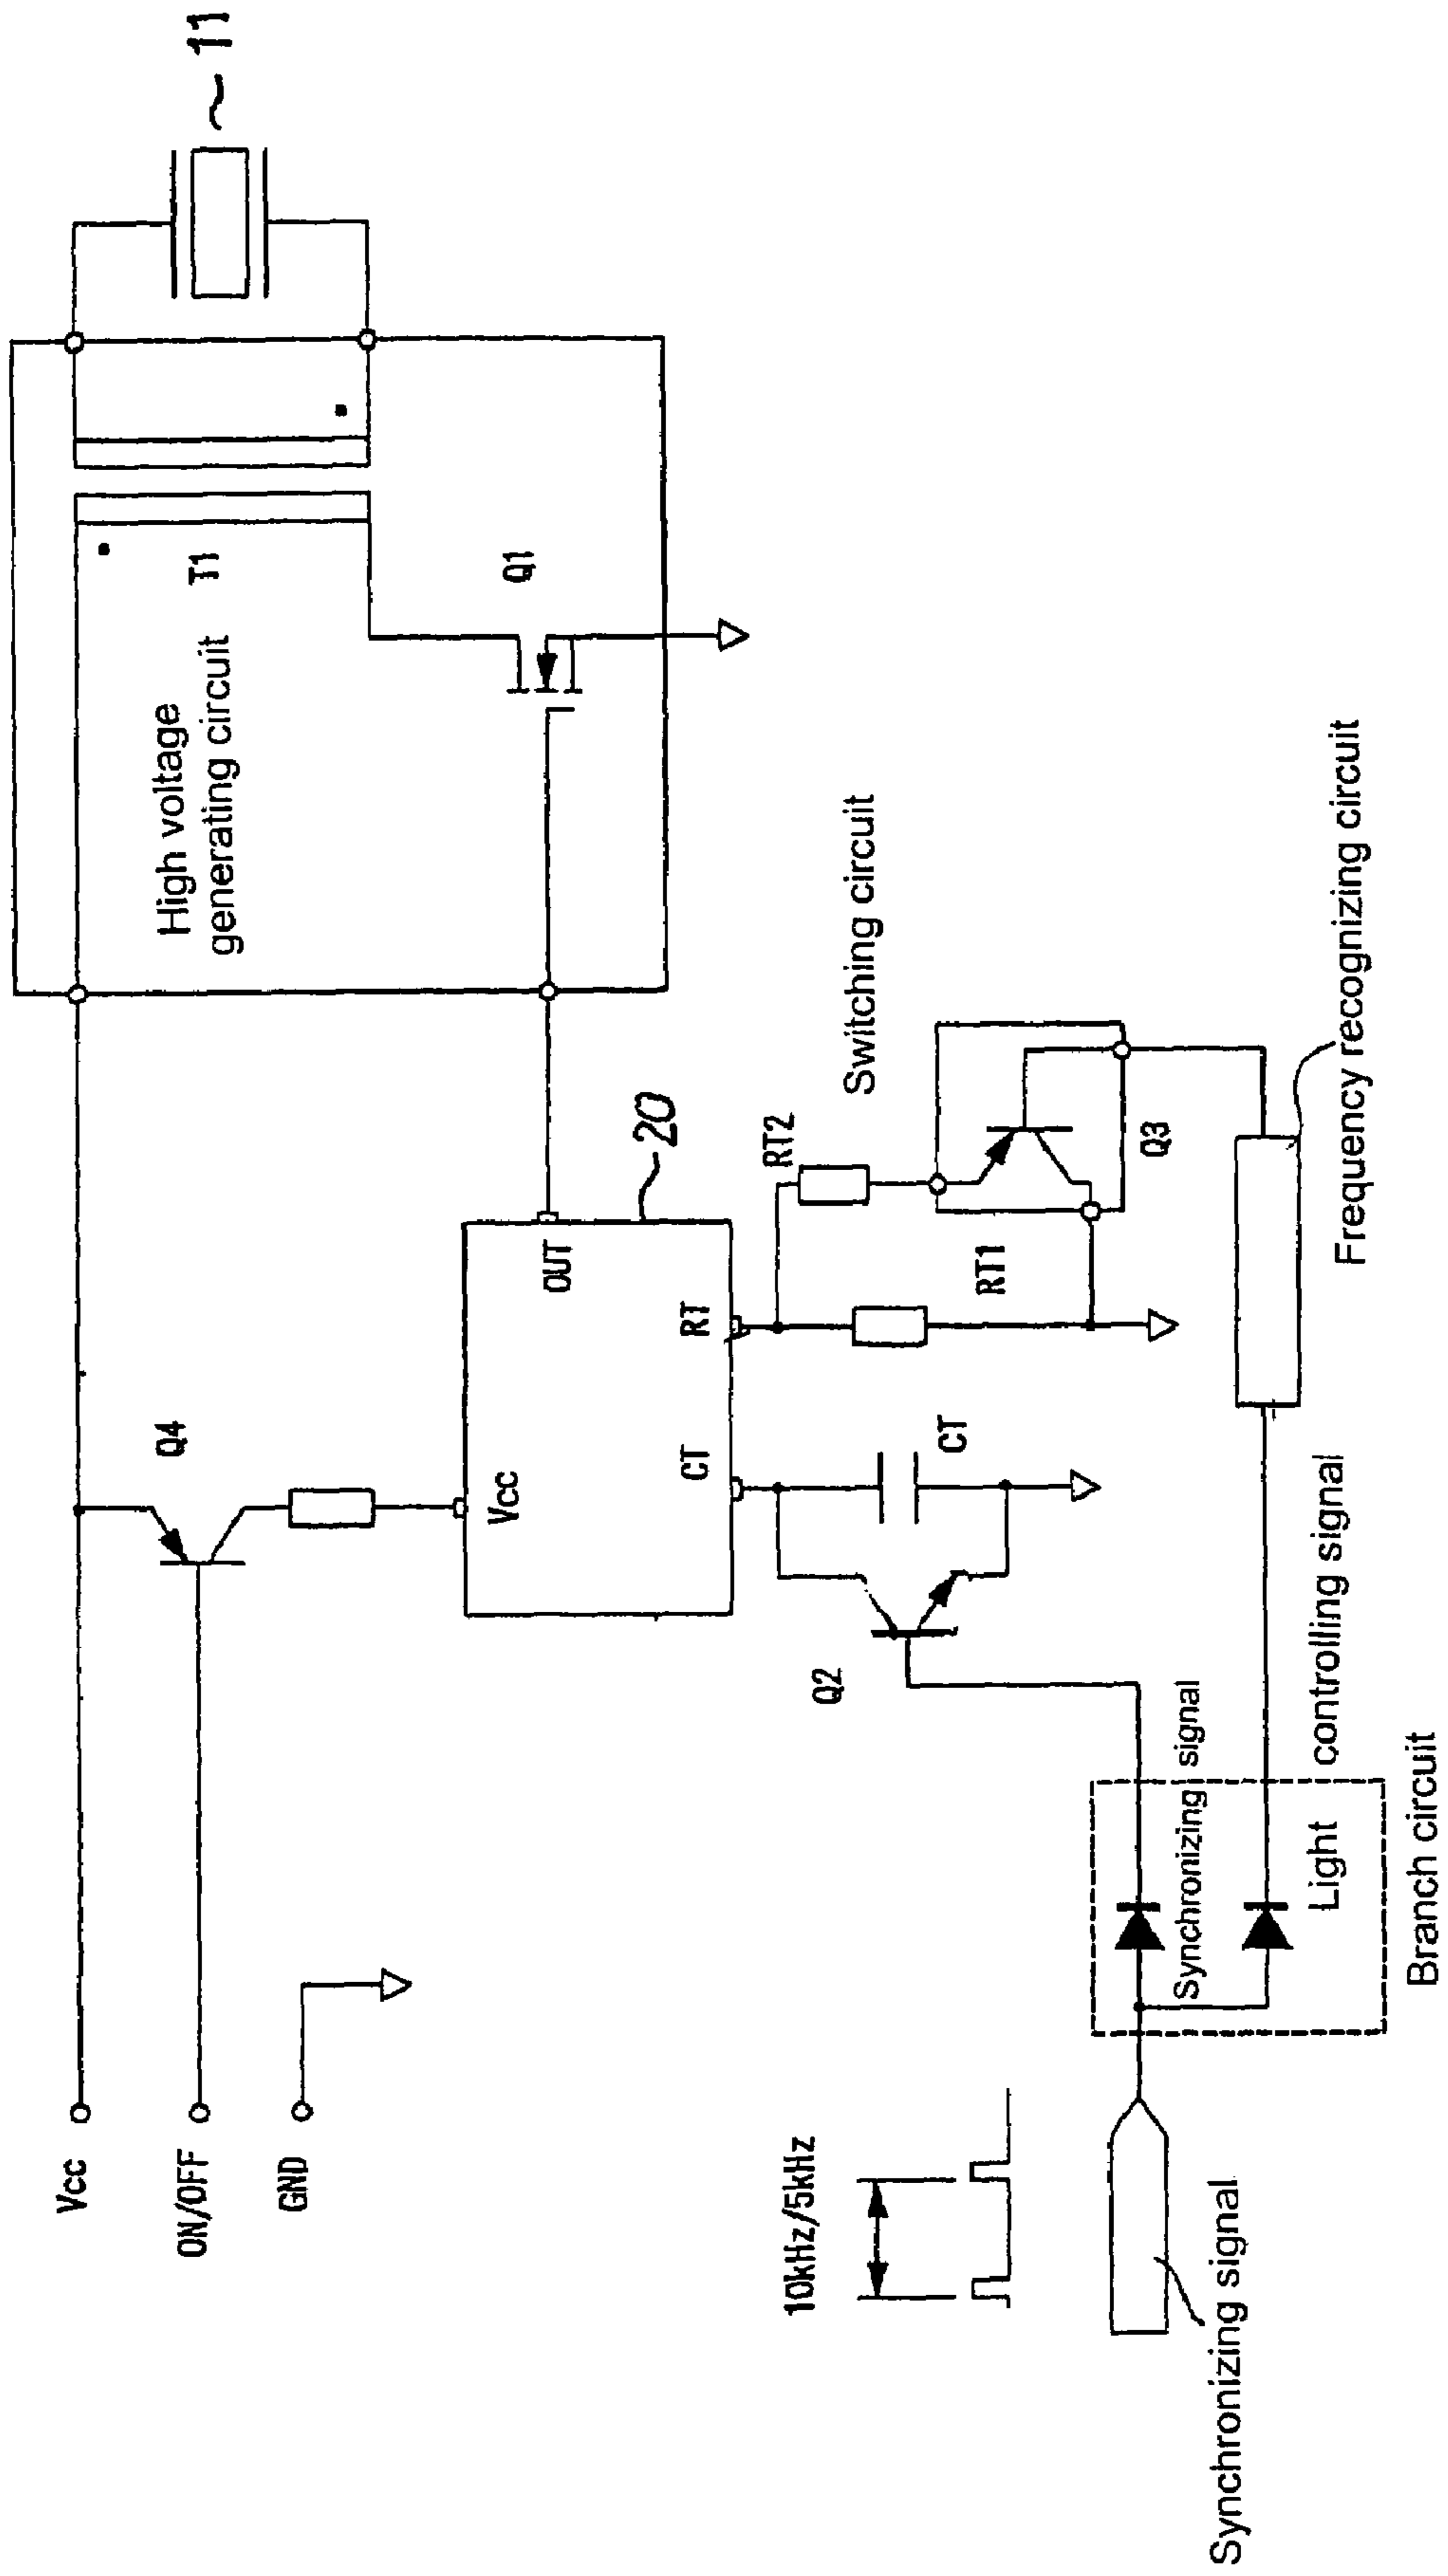 Vcc
ON/OFF
GND
Q4
High voltage
generating circuit
T1
11
Q1
Vcc
OUT
20
CT
RT
Q2
CT
RT1
RT2
Switching circuit
Q3
10kHz/5kHz
Synchronizing signal
Synchronizing signal
Light controlling signal
Branch circuit
Frequency recognizing circuit